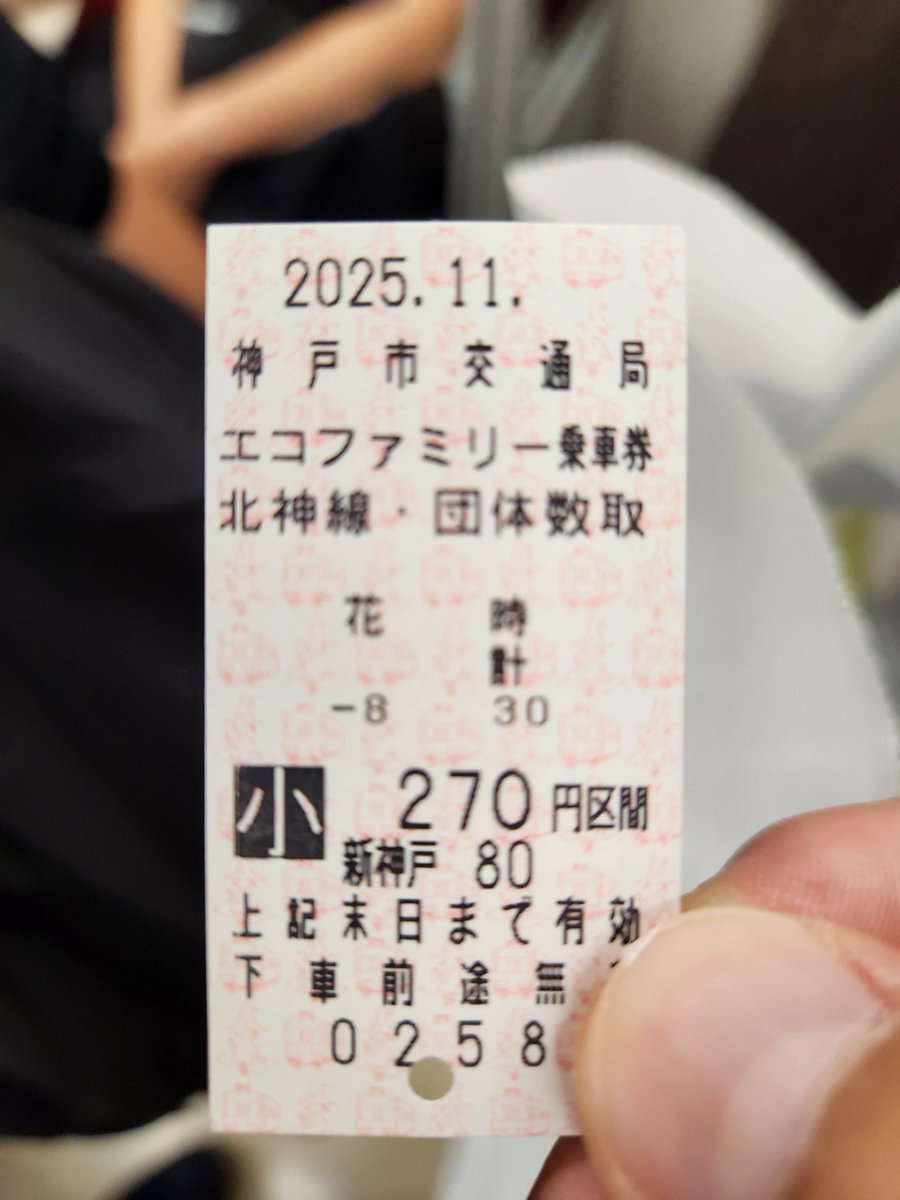 2025.11.
神戸市交通局
エコファミリー乗車券
北神線・団体数取
花 時計
-8 30
小 270円区間
新神戸 80
上記末日まで有効
下車前途無
0258